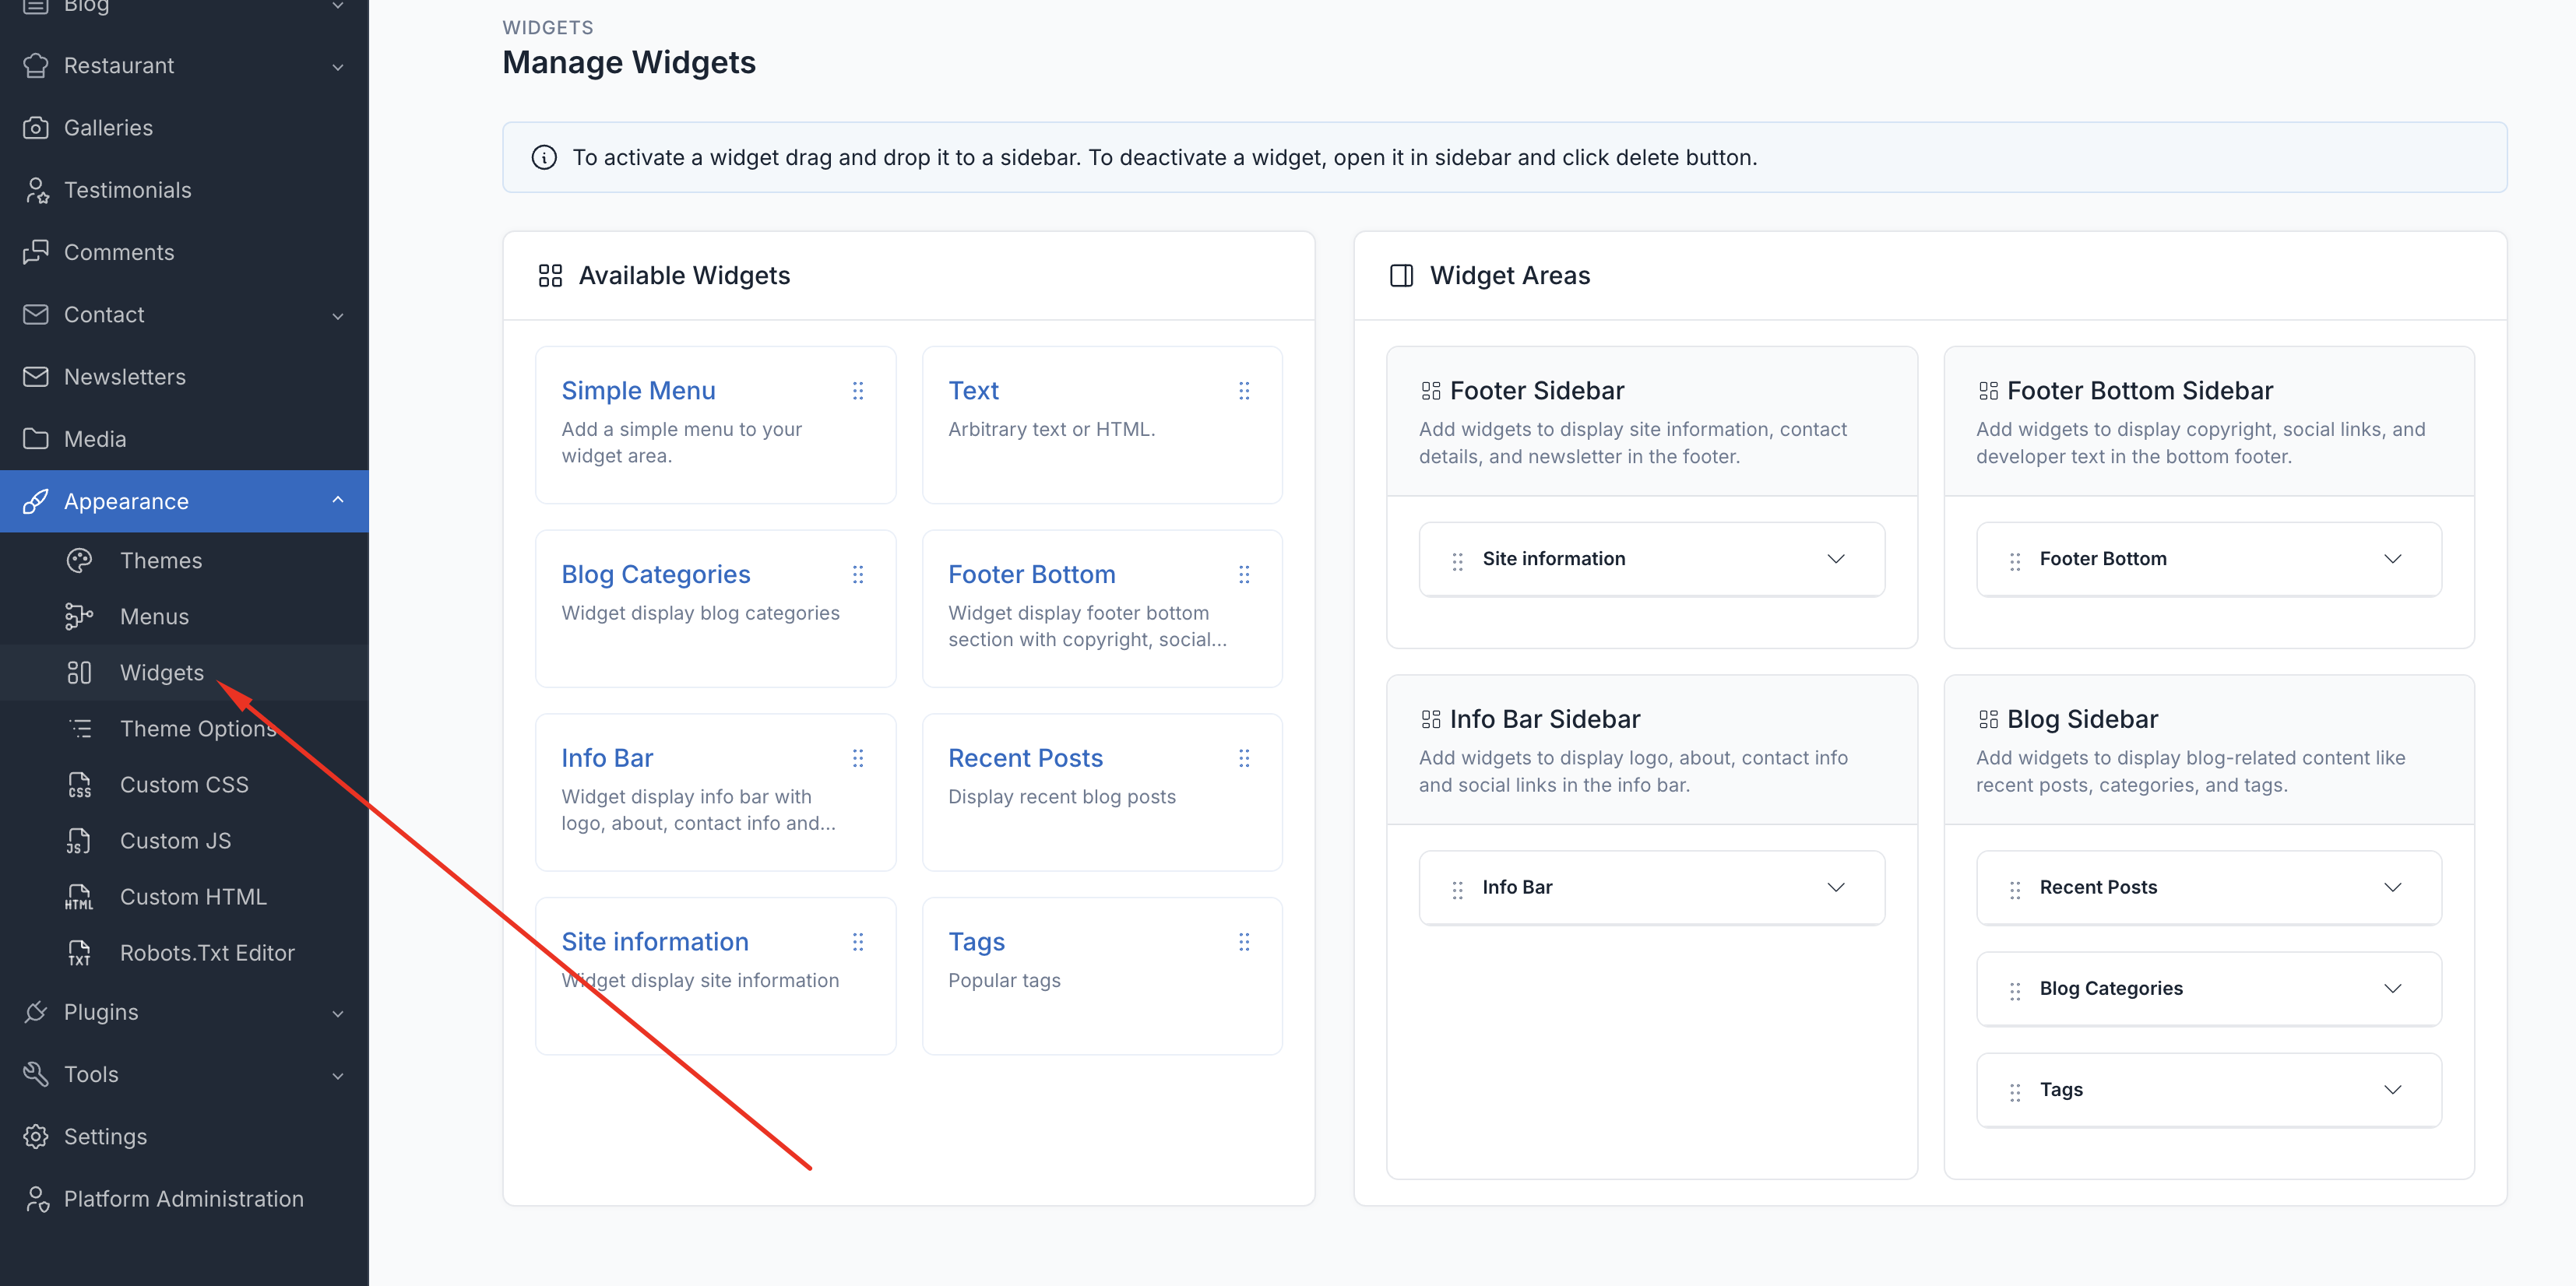 Blog
Restaurant
Galleries
Testimonials
Comments
Contact
Newsletters
Media
Appearance
Themes
Menus
Widgets
Theme Options
CSS Custom CSS
JS Custom JS
HTML Custom HTML
TXT Robots.Txt Editor
Plugins
Tools
Settings
Platform Administration
WIDGETS
Manage Widgets
To activate a widget drag and drop it to a sidebar. To deactivate a widget, open it in sidebar and click delete button.
Available Widgets
Simple Menu
Add a simple menu to your
widget area.
Text
Arbitrary text or HTML.
Blog Categories
Widget display blog categories
Footer Bottom
Widget display footer bottom
section with copyright, social...
Info Bar
Widget display info bar with
logo, about, contact info and...
Recent Posts
Display recent blog posts
Site information
Widget display site information
Tags
Popular tags
Widget Areas
Footer Sidebar
Add widgets to display site information, contact
details, and newsletter in the footer.
Site information
Footer Bottom Sidebar
Add widgets to display copyright, social links, and
developer text in the bottom footer.
Footer Bottom
Info Bar Sidebar
Add widgets to display logo, about, contact info
and social links in the info bar.
Info Bar
Blog Sidebar
Add widgets to display blog-related content like
recent posts, categories, and tags.
Recent Posts
Blog Categories
Tags